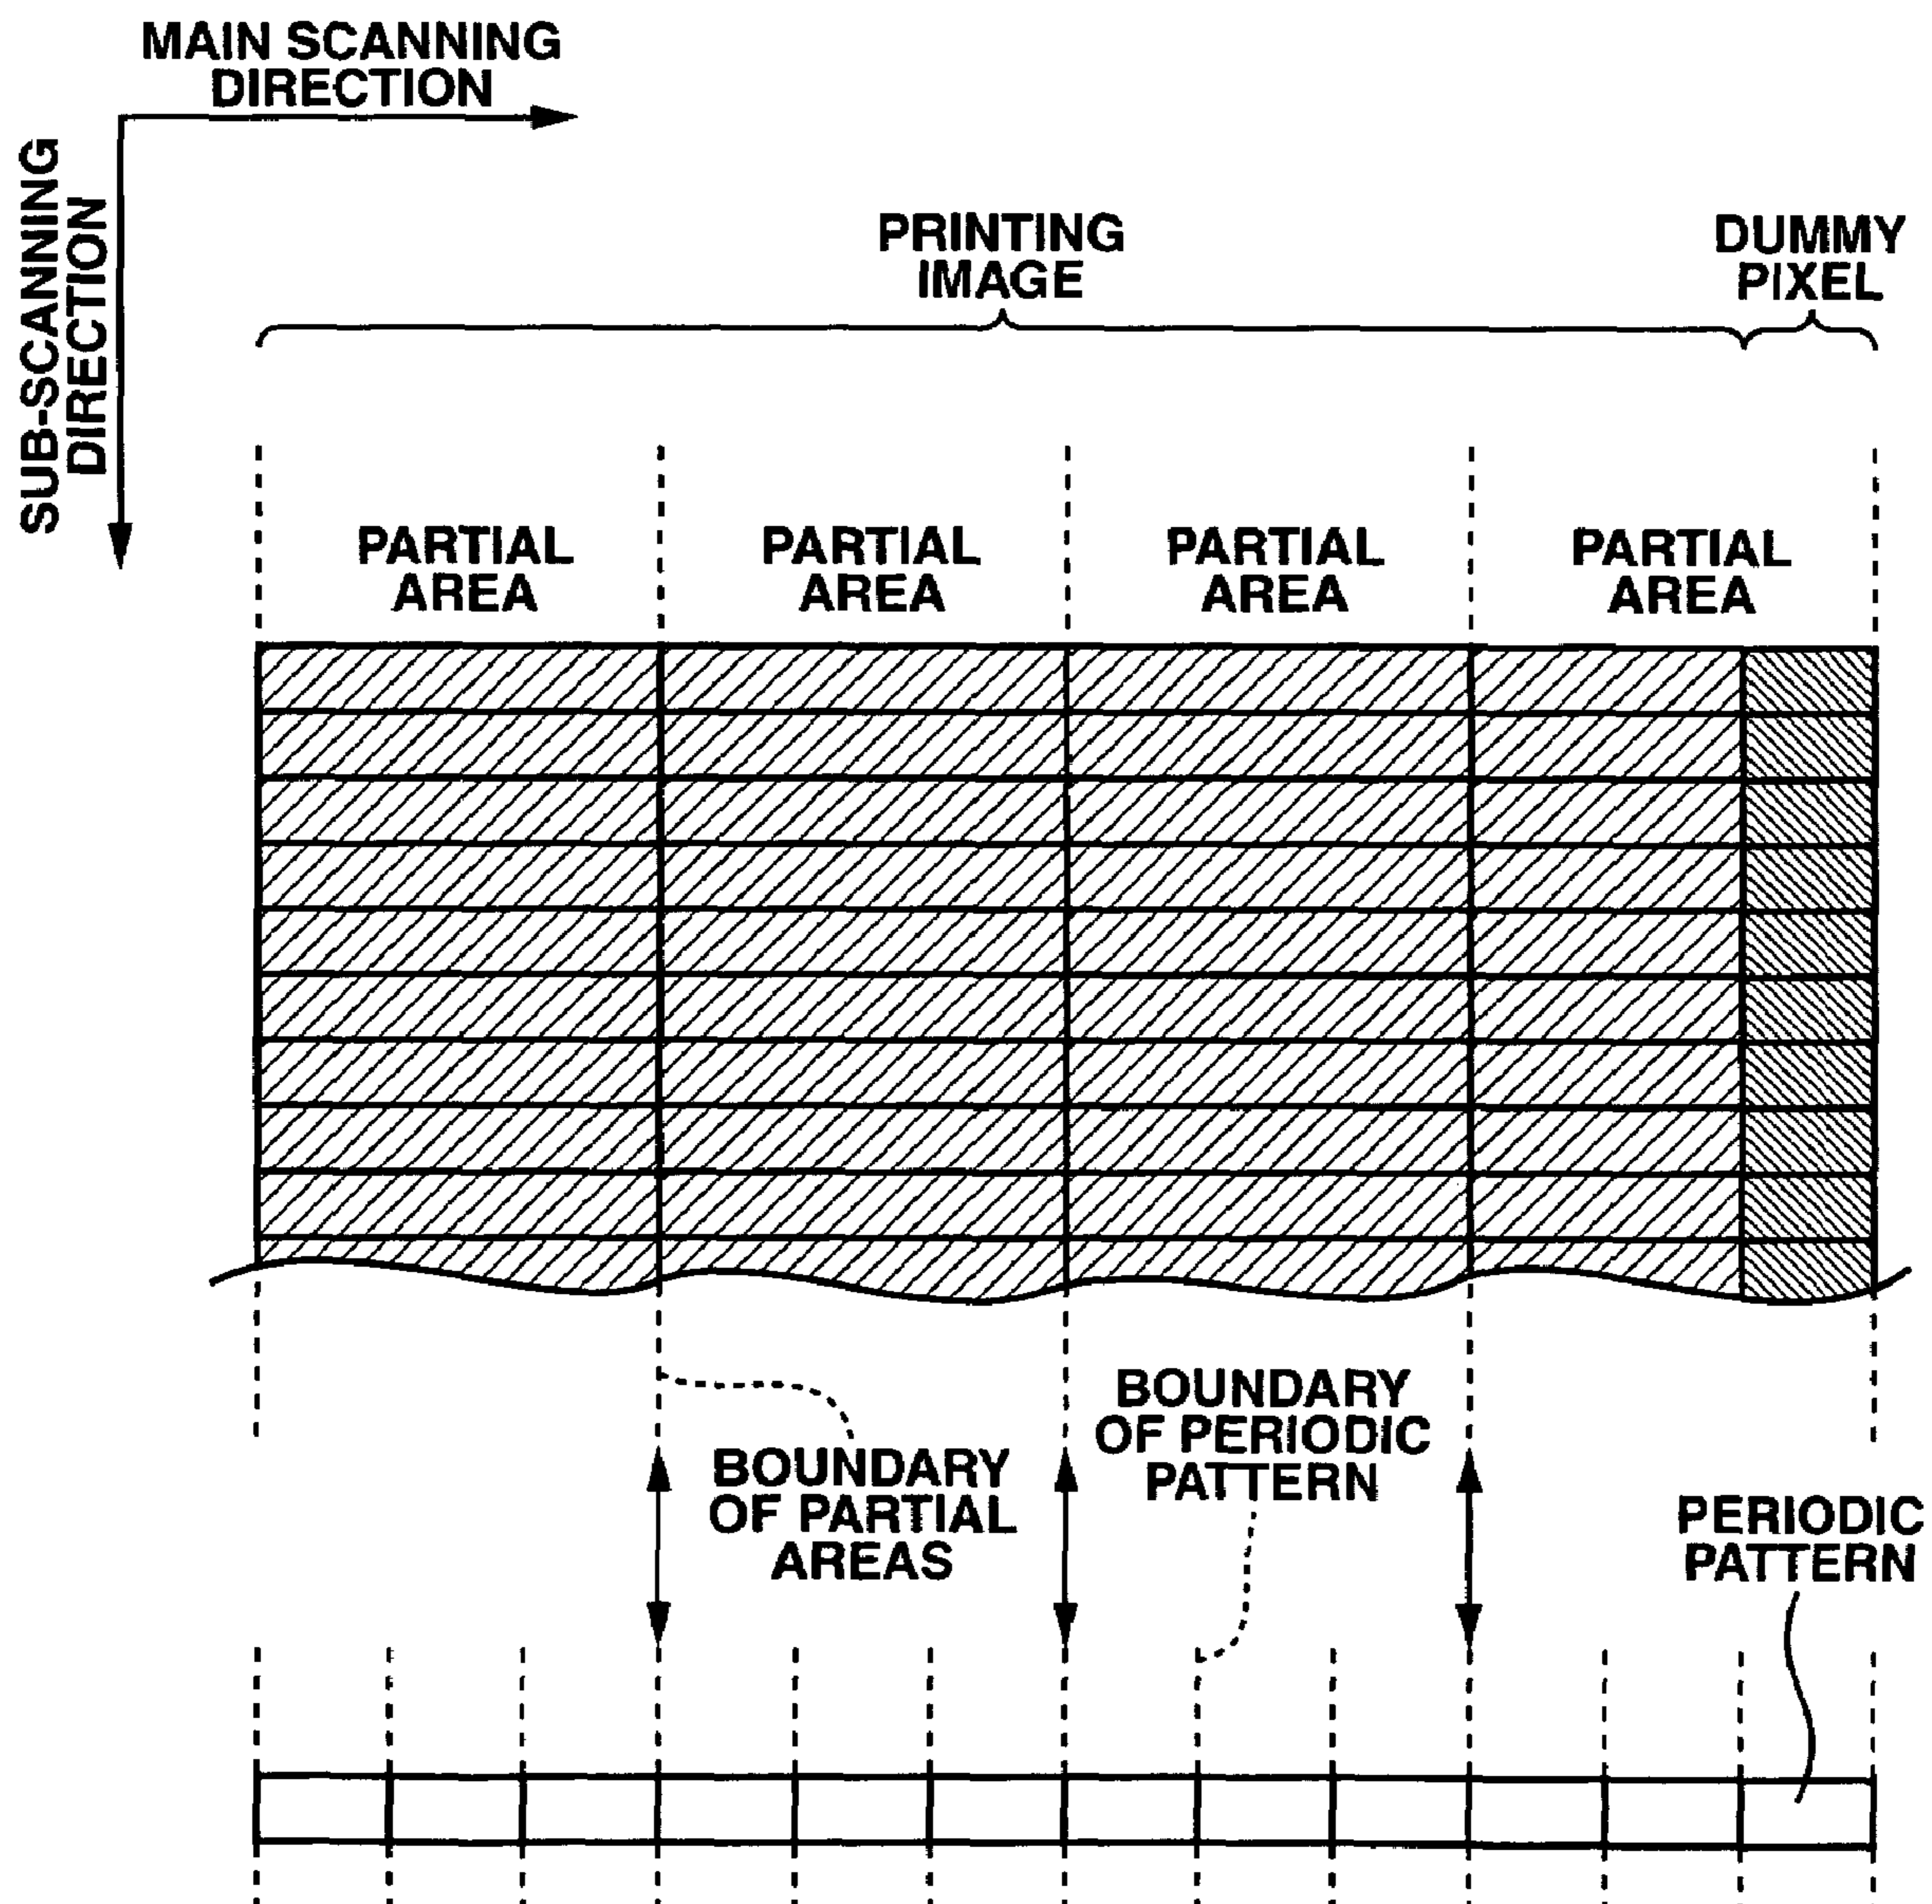 MAIN SCANNING
DIRECTION
SUB-SCANNING
DIRECTION
PRINTING
IMAGE
DUMMY
PIXEL
PARTIAL
AREA
PARTIAL
AREA
PARTIAL
AREA
PARTIAL
AREA
BOUNDARY
OF PARTIAL
AREAS
BOUNDARY
OF PERIODIC
PATTERN
PERIODIC
PATTERN